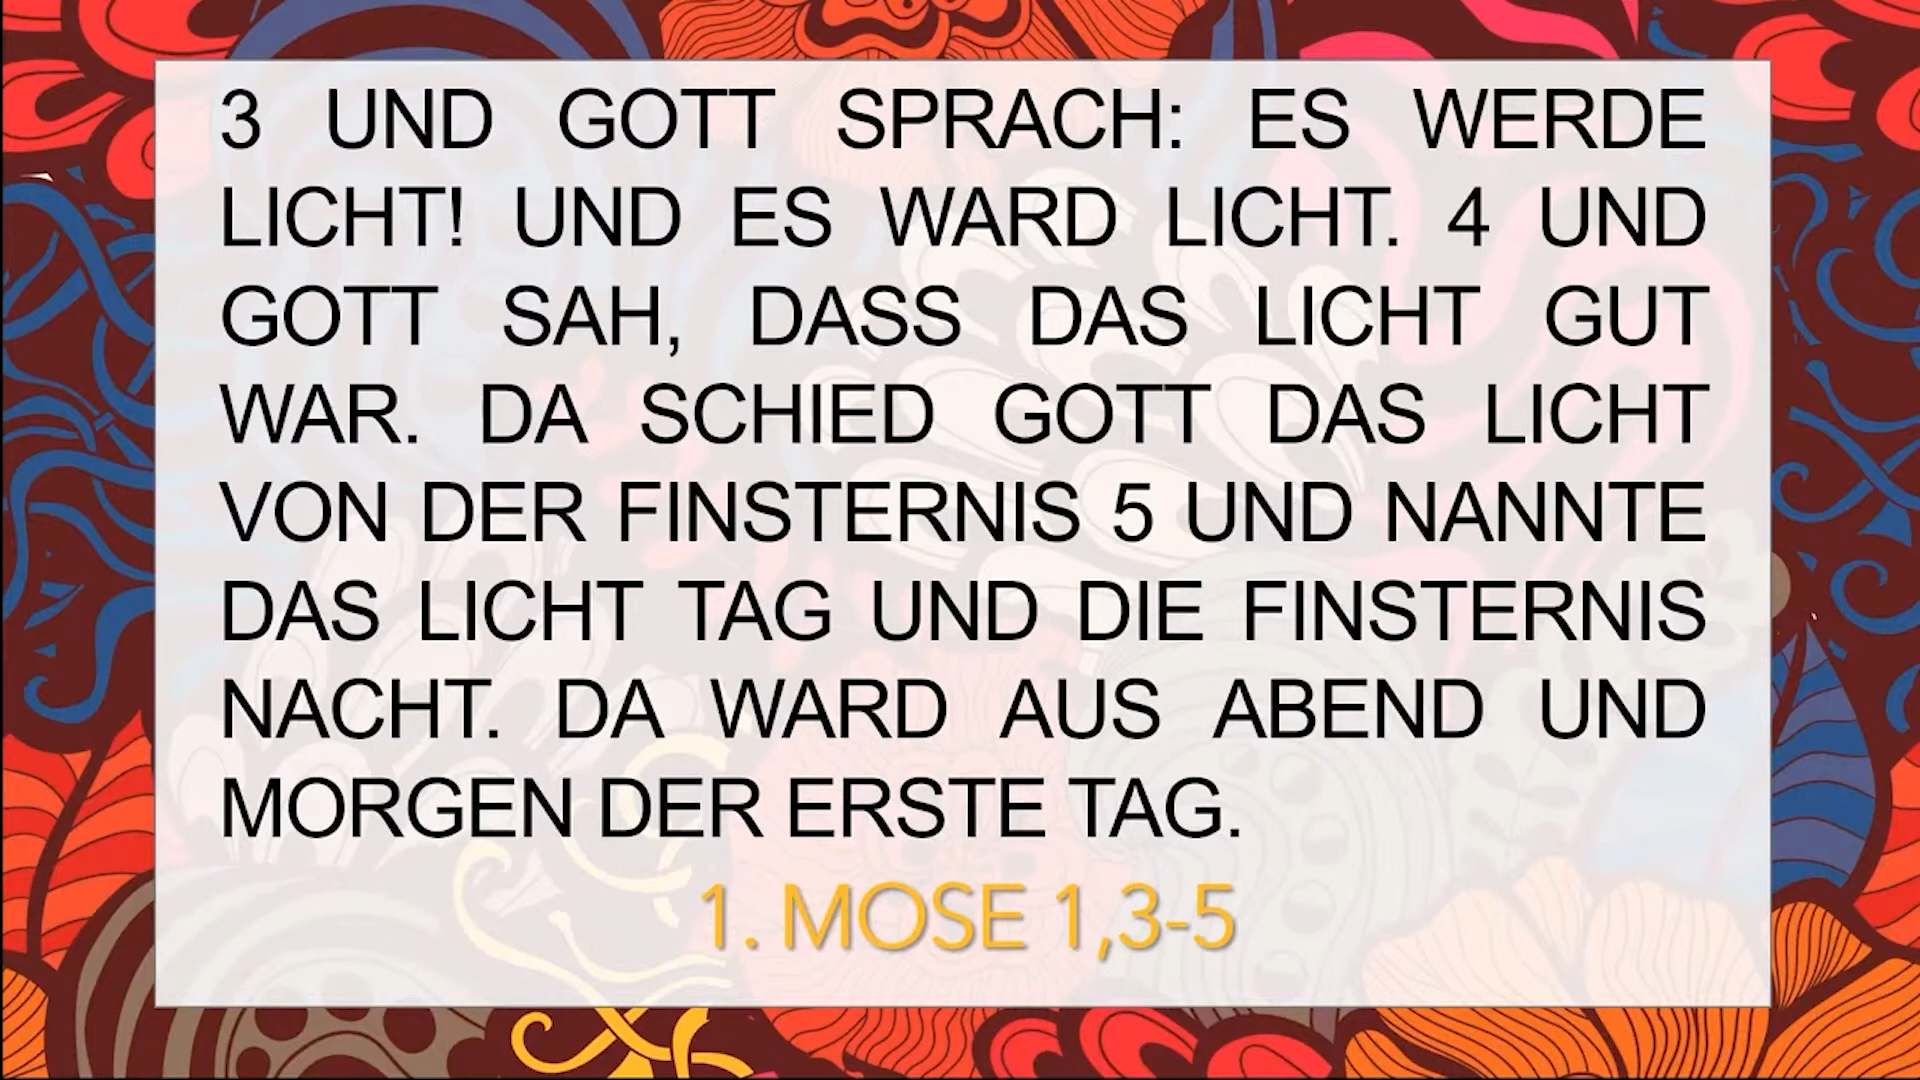 3 UND GOTT SPRACH: ES WERDE
LICHT! UND ES WARD LICHT. 4 UND
GOTT SAH, DASS DAS LICHT GUT
WAR. DA SCHIED GOTT DAS LICHT
VON DER FINSTERNIS 5 UND NANNTE
DAS LICHT TAG UND DIE FINSTERNIS
NACHT. DA WARD AUS ABEND UND
MORGEN DER ERSTE TAG.
1. MOSE 1,3-5